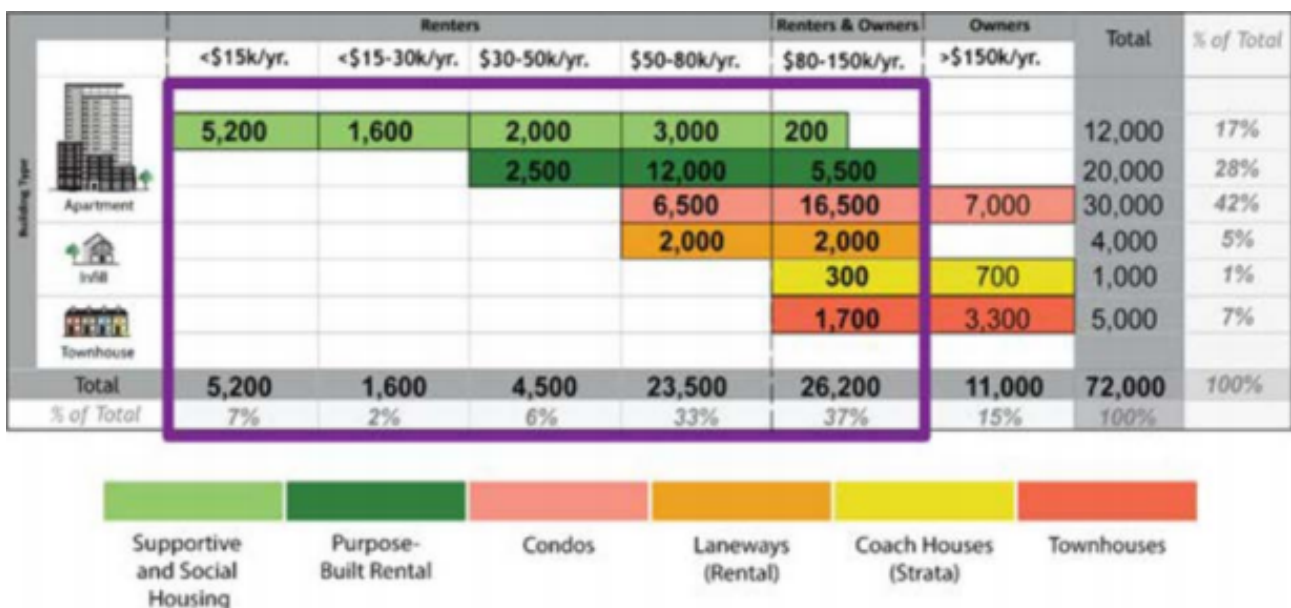 Renters Renters & Owners Owners Total % of Total
<$15k/yr. <$15-30k/yr. $30-50k/yr. $50-80k/yr. $80-150k/yr. >$150k/yr.
Building Type
5,200 1,600 2,000 3,000 200 12,000 17%
2,500 12,000 5,500 20,000 28%
Apartment 6,500 16,500 7,000 30,000 42%
2,000 2,000 4,000 5%
Infill 300 700 1,000 1%
1,700 3,300 5,000 7%
Townhouse
Total 5,200 1,600 4,500 23,500 26,200 11,000 72,000 100%
% of Total 7% 2% 6% 33% 37% 15% 100%
Supportive and Social Housing
Purpose-Built Rental
Condos
Laneways (Rental)
Coach Houses (Strata)
Townhouses